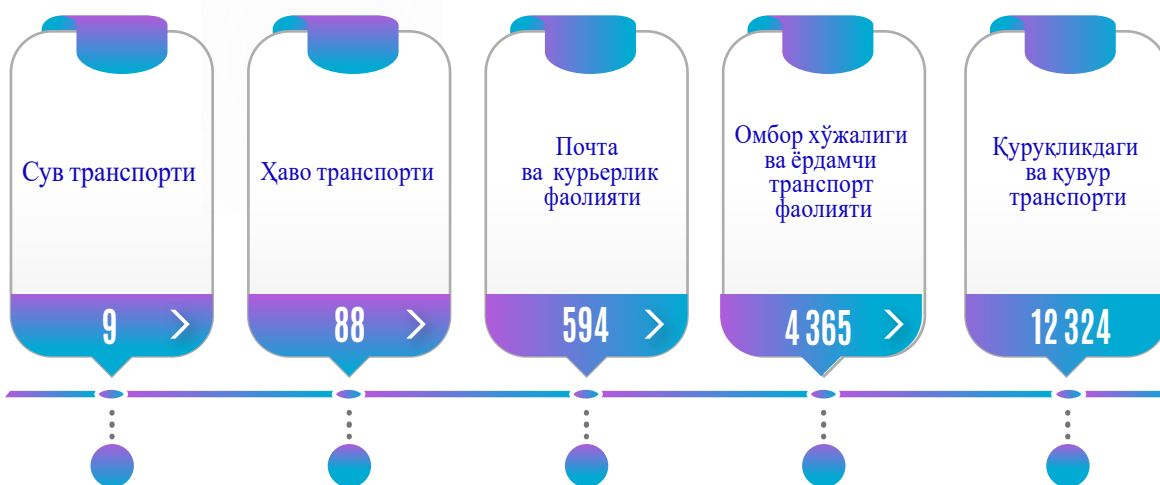 Сув транспорти
9
Ҳаво транспорти
88
Почта
ва курьерлик
фаолияти
594
Омбор хўжалиги
ва ёрдамчи
транспорт
фаолияти
4 365
Қуруқликдаги
ва қувур
транспорти
12 324